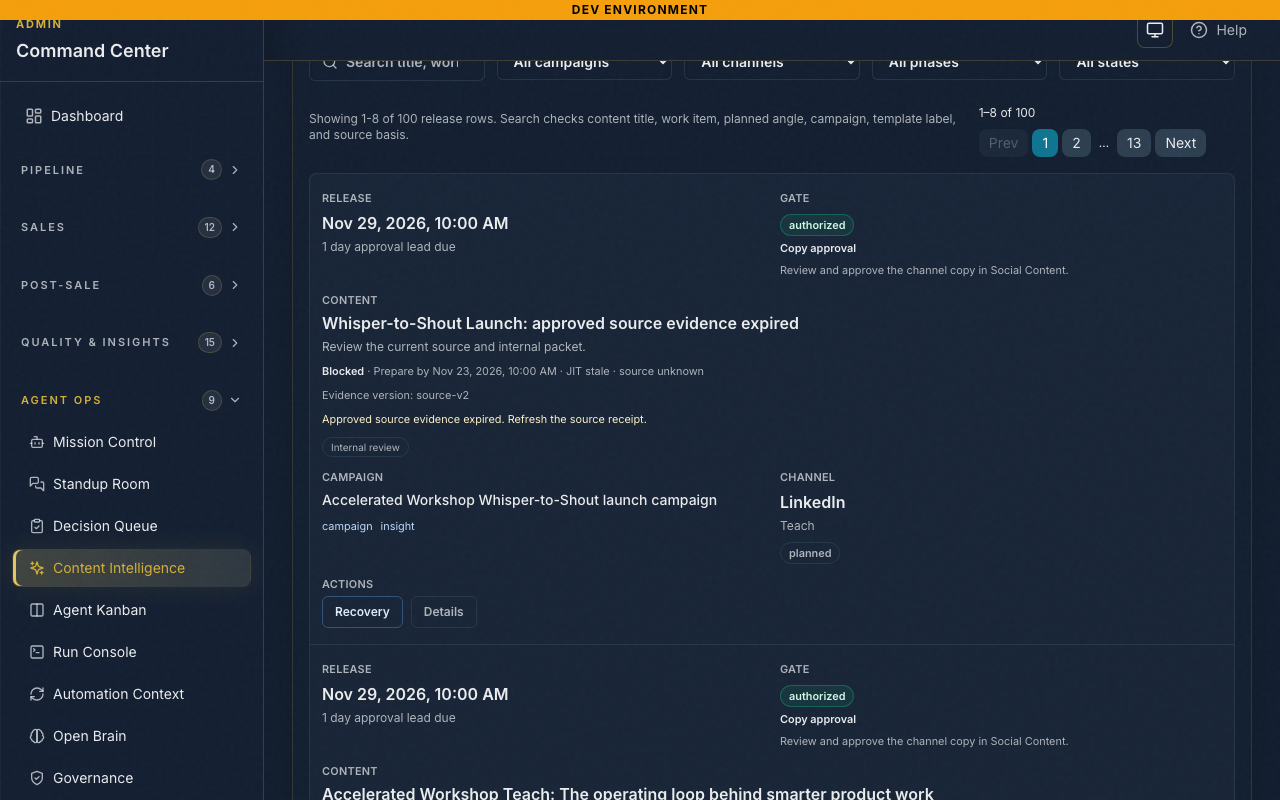 DEV ENVIRONMENT
ADMIN
Command Center
Help
Dashboard
PIPELINE 4
SALES 12
POST-SALE 6
QUALITY & INSIGHTS 15
AGENT OPS 9
Mission Control
Standup Room
Decision Queue
Content Intelligence
Agent Kanban
Run Console
Automation Context
Open Brain
Governance
Search title, wor
All campaigns
All channels
All phases
All states
Showing 1-8 of 100 release rows. Search checks content title, work item, planned angle, campaign, template label,
and source basis.
1–8 of 100
Prev 1 2 ... 13 Next
RELEASE
Nov 29, 2026, 10:00 AM
1 day approval lead due
GATE
authorized
Copy approval
Review and approve the channel copy in Social Content.
CONTENT
Whisper-to-Shout Launch: approved source evidence expired
Review the current source and internal packet.
Blocked · Prepare by Nov 23, 2026, 10:00 AM · JIT stale · source unknown
Evidence version: source-v2
Approved source evidence expired. Refresh the source receipt.
Internal review
CAMPAIGN
Accelerated Workshop Whisper-to-Shout launch campaign
campaign insight
CHANNEL
LinkedIn
Teach
planned
ACTIONS
Recovery Details
RELEASE
Nov 29, 2026, 10:00 AM
1 day approval lead due
GATE
authorized
Copy approval
Review and approve the channel copy in Social Content.
CONTENT
Accelerated Workshop Teach: The operating loop behind smarter product work